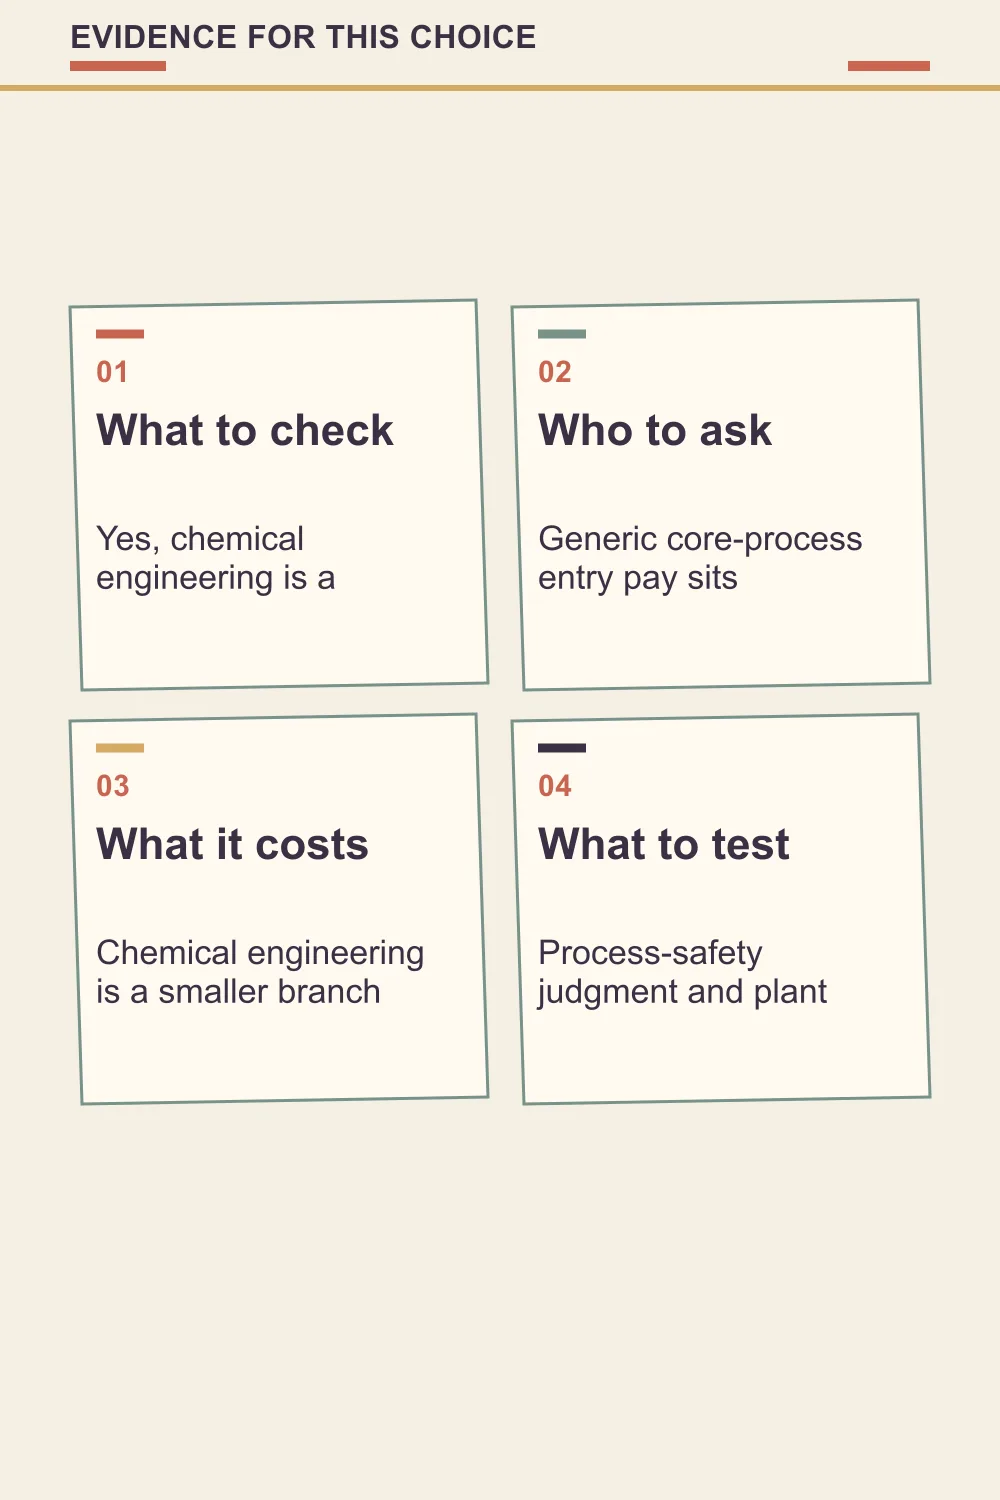 EVIDENCE FOR THIS CHOICE
01
What to check
Yes, chemical
engineering is a
02
Who to ask
Generic core-process
entry pay sits
03
What it costs
Chemical engineering
is a smaller branch
04
What to test
Process-safety
judgment and plant